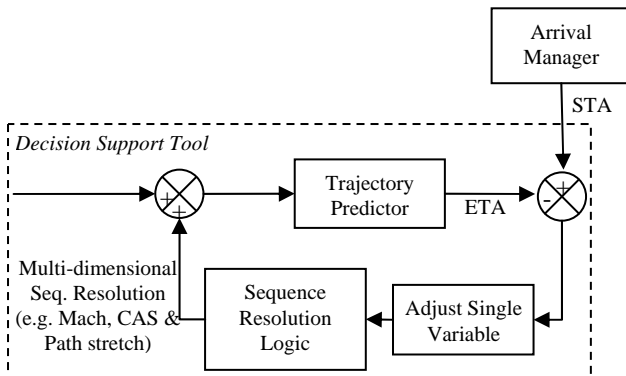 Arrival
Manager
STA
Decision Support Tool
+
+
Trajectory
Predictor
ETA
+
-
Multi-dimensional
Seq. Resolution
(e.g. Mach, CAS &
Path stretch)
Sequence
Resolution
Logic
Adjust Single
Variable